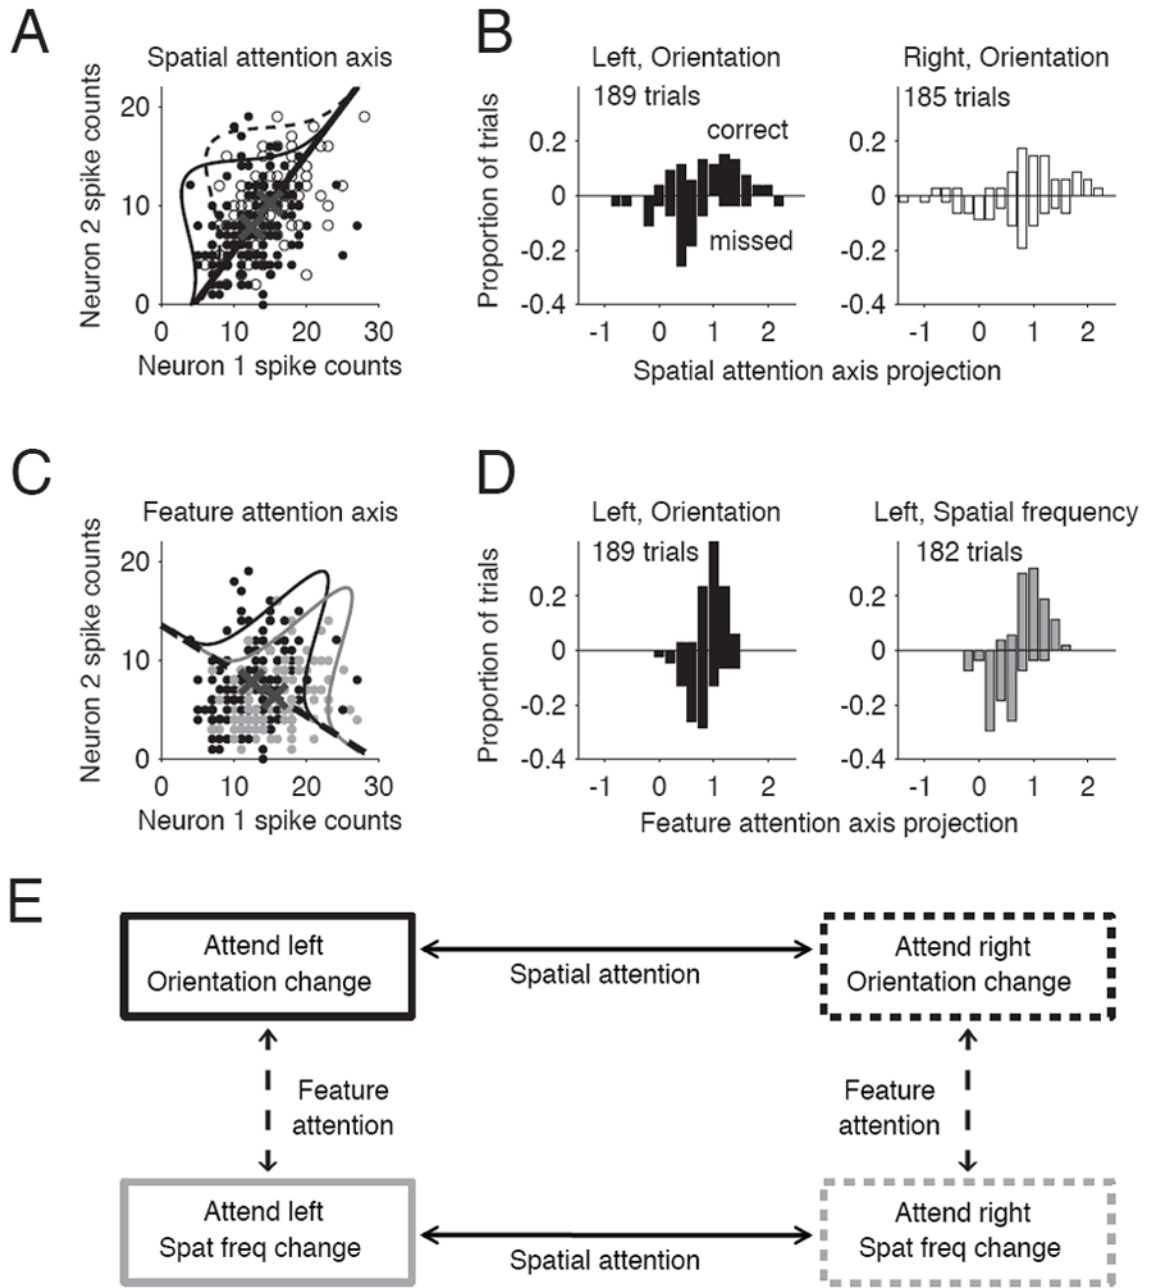 A
Spatial attention axis
Neuron 2 spike counts
20
10
0
0 10 20 30
Neuron 1 spike counts
B
Left, Orientation
189 trials
correct
missed
Proportion of trials
0.2
0
-0.2
-0.4
-1 0 1 2
Right, Orientation
185 trials
0.2
0
-0.2
-0.4
-1 0 1 2
Spatial attention axis projection
C
Feature attention axis
Neuron 2 spike counts
20
10
0
0 10 20 30
Neuron 1 spike counts
D
Left, Orientation
189 trials
Proportion of trials
0.2
0
-0.2
-0.4
-1 0 1 2
Left, Spatial frequency
182 trials
0.2
0
-0.2
-0.4
-1 0 1 2
Feature attention axis projection
E
Attend left
Orientation change
Spatial attention
Attend right
Orientation change
Feature
attention
Feature
attention
Attend left
Spat freq change
Spatial attention
Attend right
Spat freq change